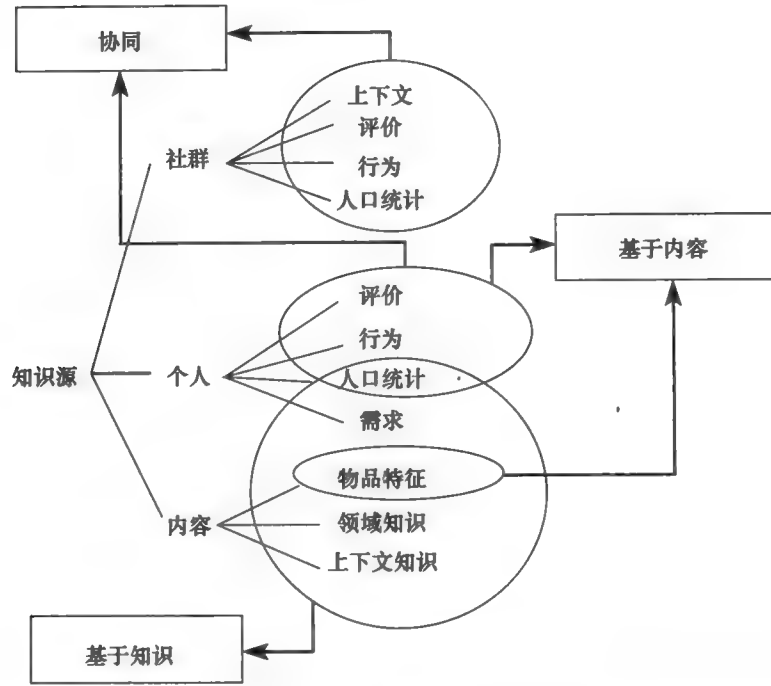 协同
上下文
评价
社群
行为
人口统计
基于内容
评价
行为
知识源
个人
人口统计
需求
物品特征
内容
领域知识
上下文知识
基于知识